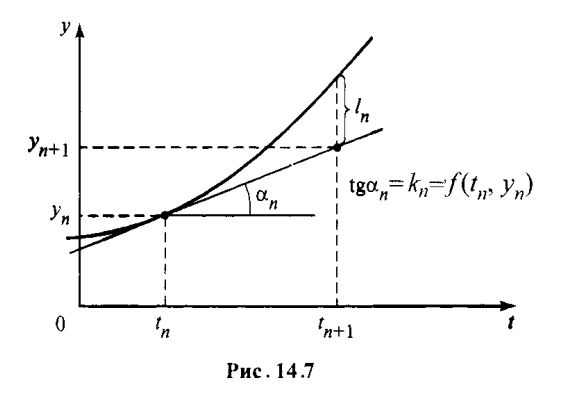 y
l_n
y_{n+1}
tgα_n = k_n = f(t_n, y_n)
α_n
y_n
0
t_n
t_{n+1}
t
Рис. 14.7